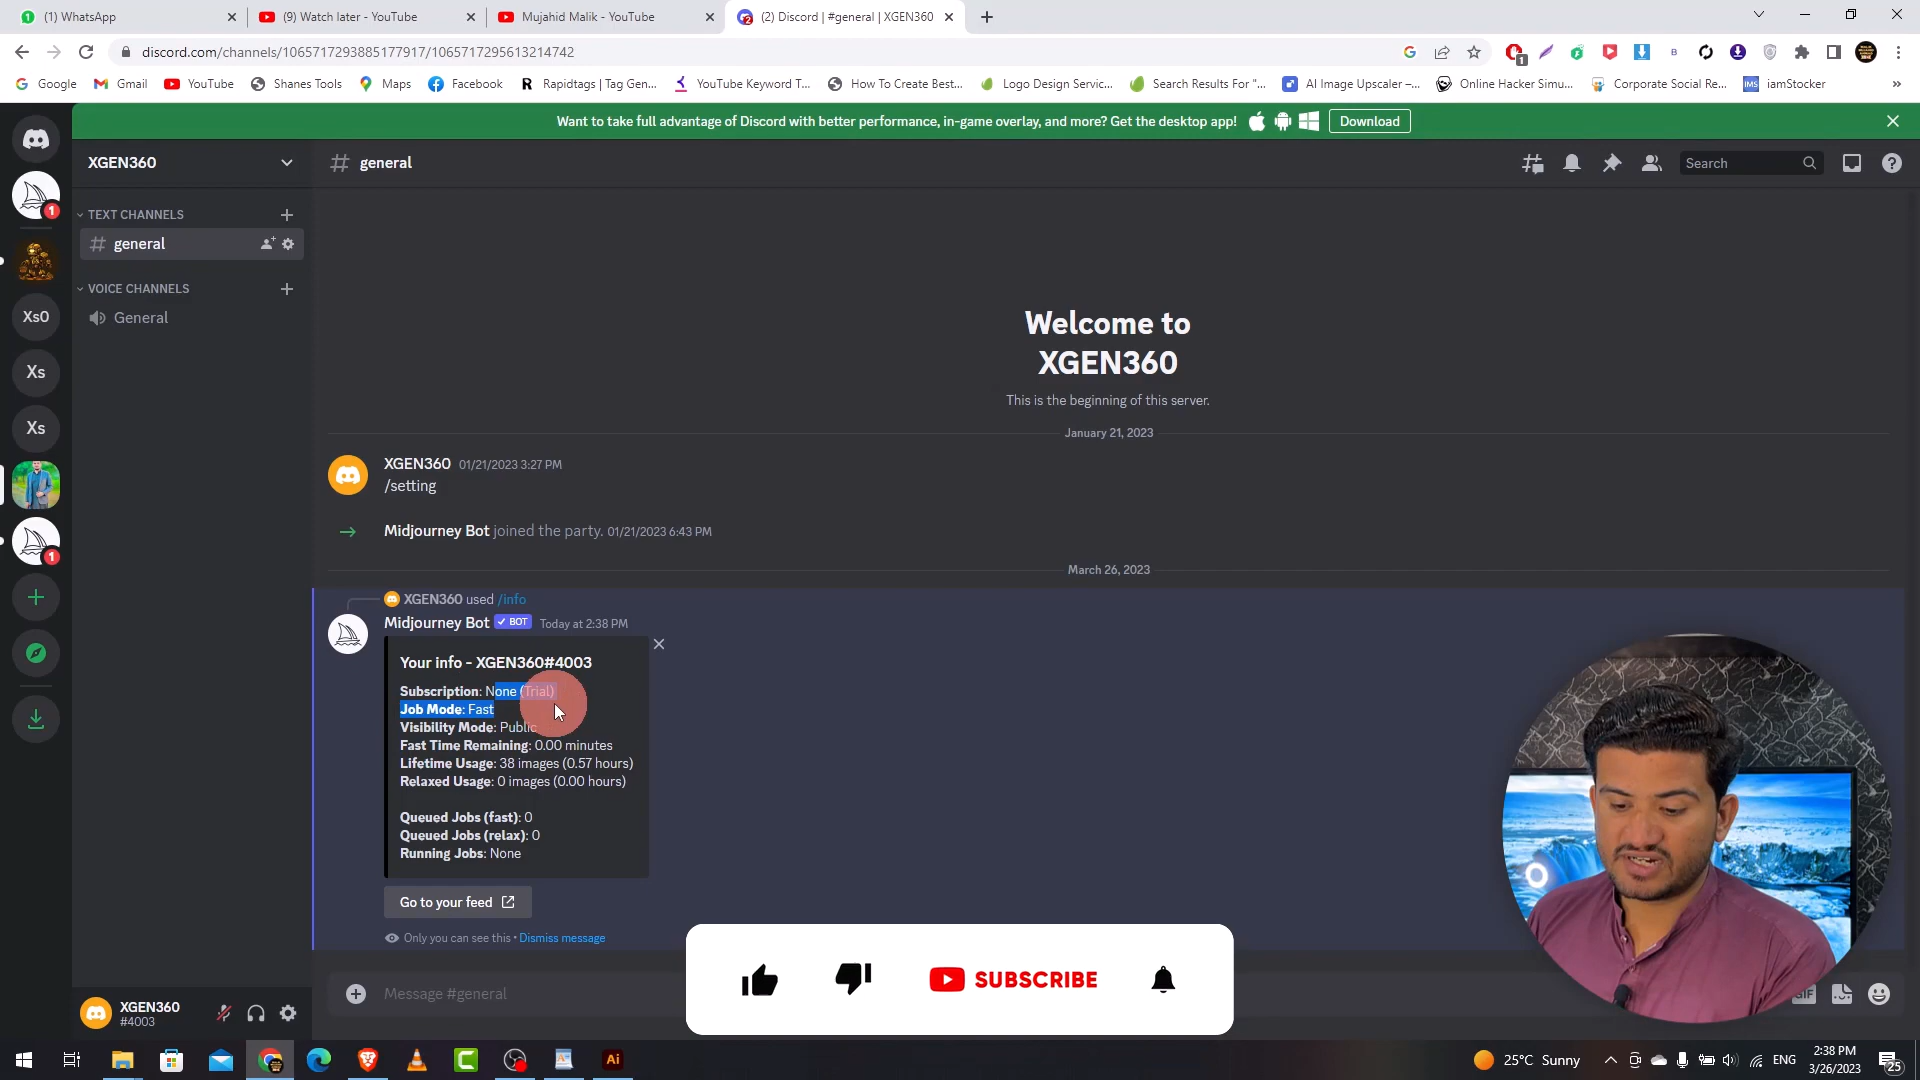 (1) WhatsApp
(9) Watch later - YouTube
Mujahid Malik - YouTube
(2) Discord | #general | XGEN360
discord.com/channels/1065717293885177917/1065717295613214742
Google
Gmail
YouTube
Shanes Tools
Maps
Facebook
Rapidtags | Tag Gen...
YouTube Keyword T...
How To Create Best...
Logo Design Servic...
Search Results For "...
AI Image Upscaler –...
Online Hacker Simu...
Corporate Social Re...
IMS iamStocker
»
Want to take full advantage of Discord with better performance, in-game overlay, and more? Get the desktop app!
Download
XGEN360
# general
Search
TEXT CHANNELS
# general
VOICE CHANNELS
General
Xs0
Xs
Xs
1
1
Welcome to
XGEN360
This is the beginning of this server.
January 21, 2023
XGEN360 01/21/2023 3:27 PM
/setting
Midjourney Bot joined the party. 01/21/2023 6:43 PM
March 26, 2023
XGEN360 used /info
Midjourney Bot ✓ BOT Today at 2:38 PM
Your info - XGEN360#4003
Subscription: None (Trial)
Job Mode: Fast
Visibility Mode: Public
Fast Time Remaining: 0.00 minutes
Lifetime Usage: 38 images (0.57 hours)
Relaxed Usage: 0 images (0.00 hours)
Queued Jobs (fast): 0
Queued Jobs (relax): 0
Running Jobs: None
Go to your feed
Only you can see this • Dismiss message
Message #general
SUBSCRIBE
GIF
XGEN360
#4003
Ai
25°C Sunny
ENG
2:38 PM
3/26/2023
25